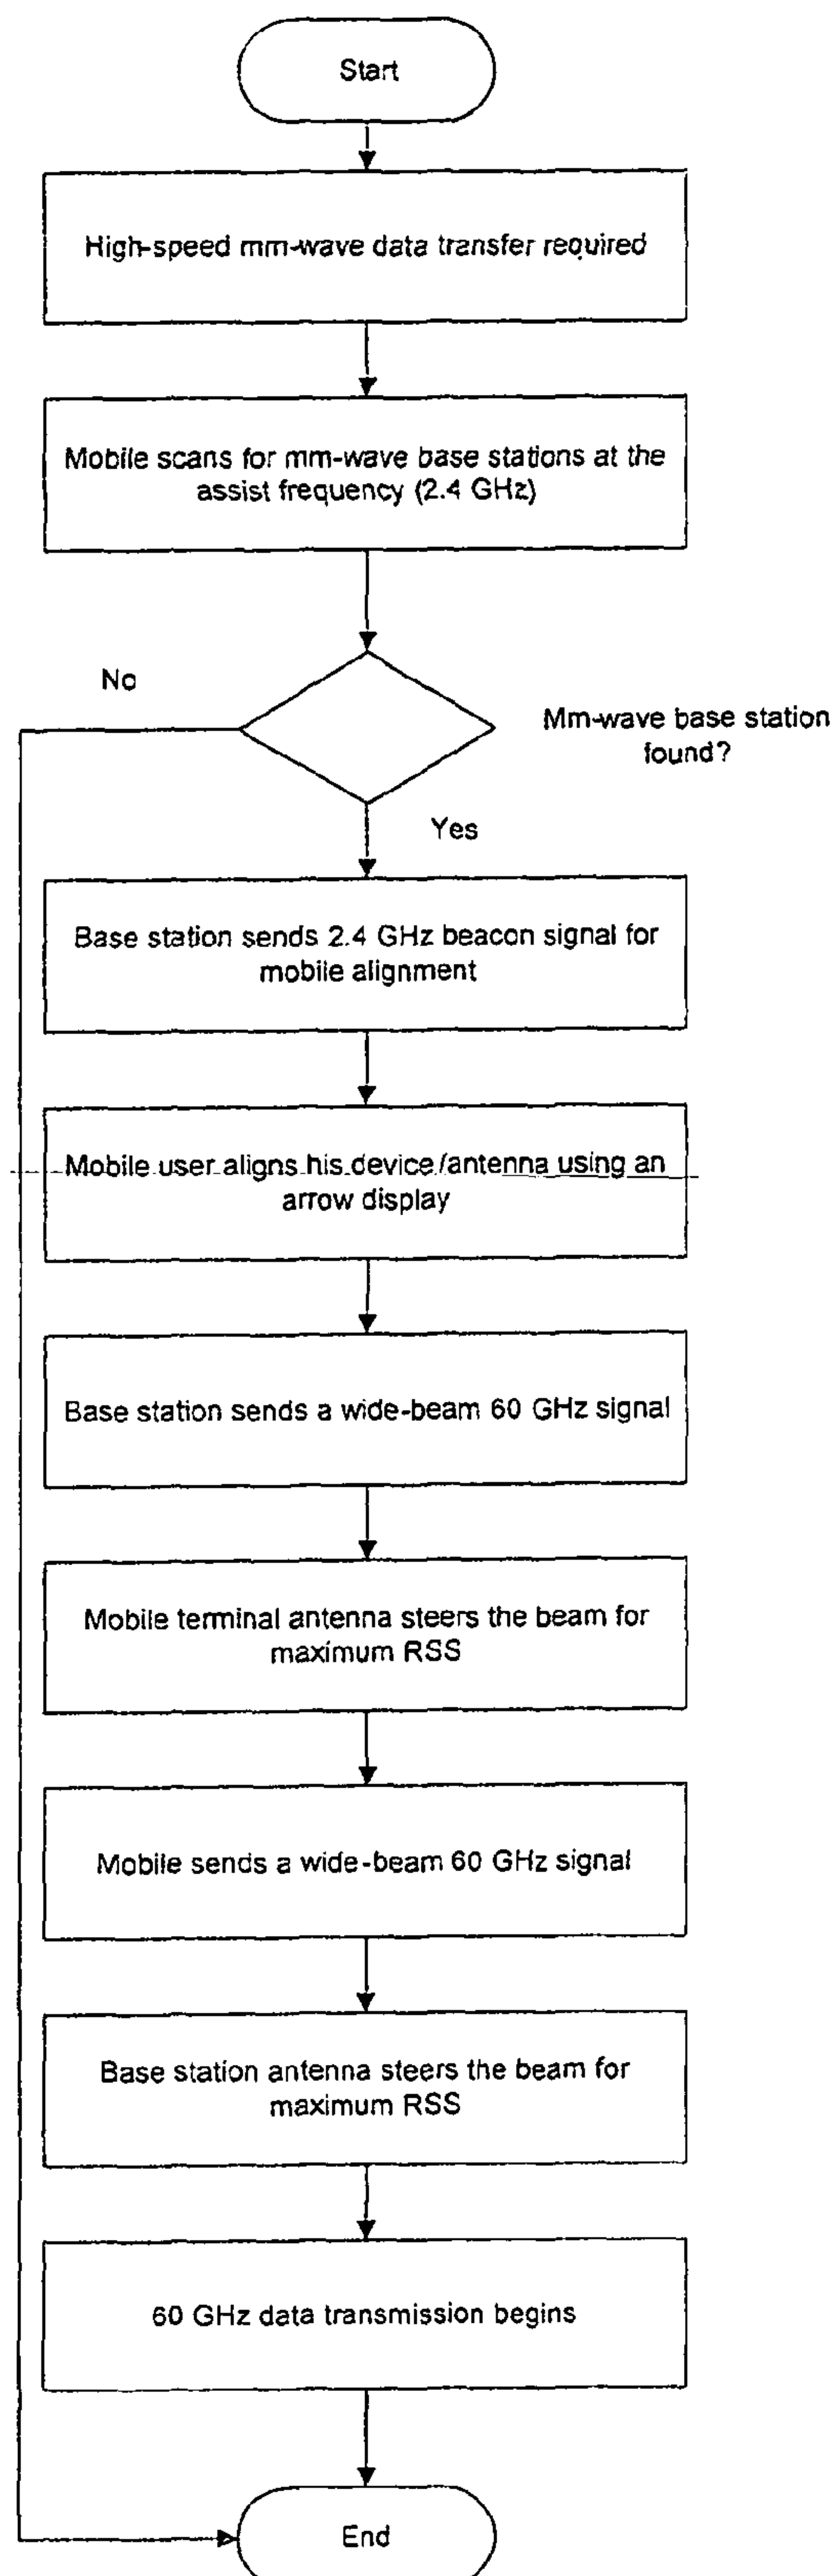 Start
High-speed mm-wave data transfer required
Mobile scans for mm-wave base stations at the
assist frequency (2.4 GHz)
No
Mm-wave base station
found?
Yes
Base station sends 2.4 GHz beacon signal for
mobile alignment
Mobile user aligns his device/antenna using an
arrow display
Base station sends a wide-beam 60 GHz signal
Mobile terminal antenna steers the beam for
maximum RSS
Mobile sends a wide-beam 60 GHz signal
Base station antenna steers the beam for
maximum RSS
60 GHz data transmission begins
End